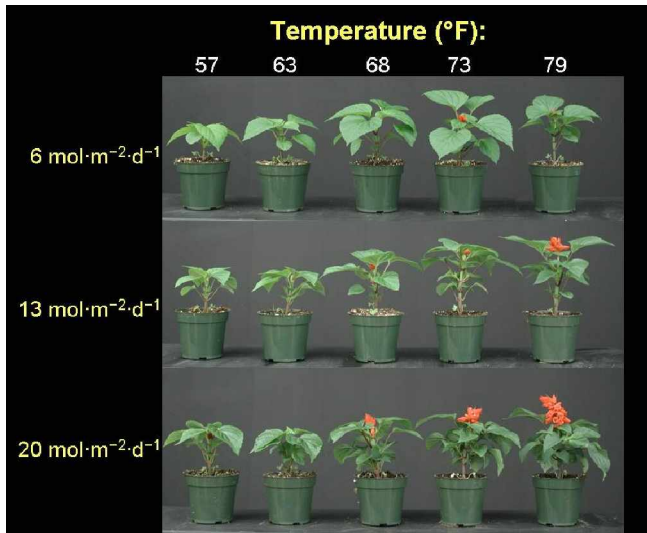 Temperature (°F):
57 63 68 73 79
6 mol·m⁻²·d⁻¹
13 mol·m⁻²·d⁻¹
20 mol·m⁻²·d⁻¹